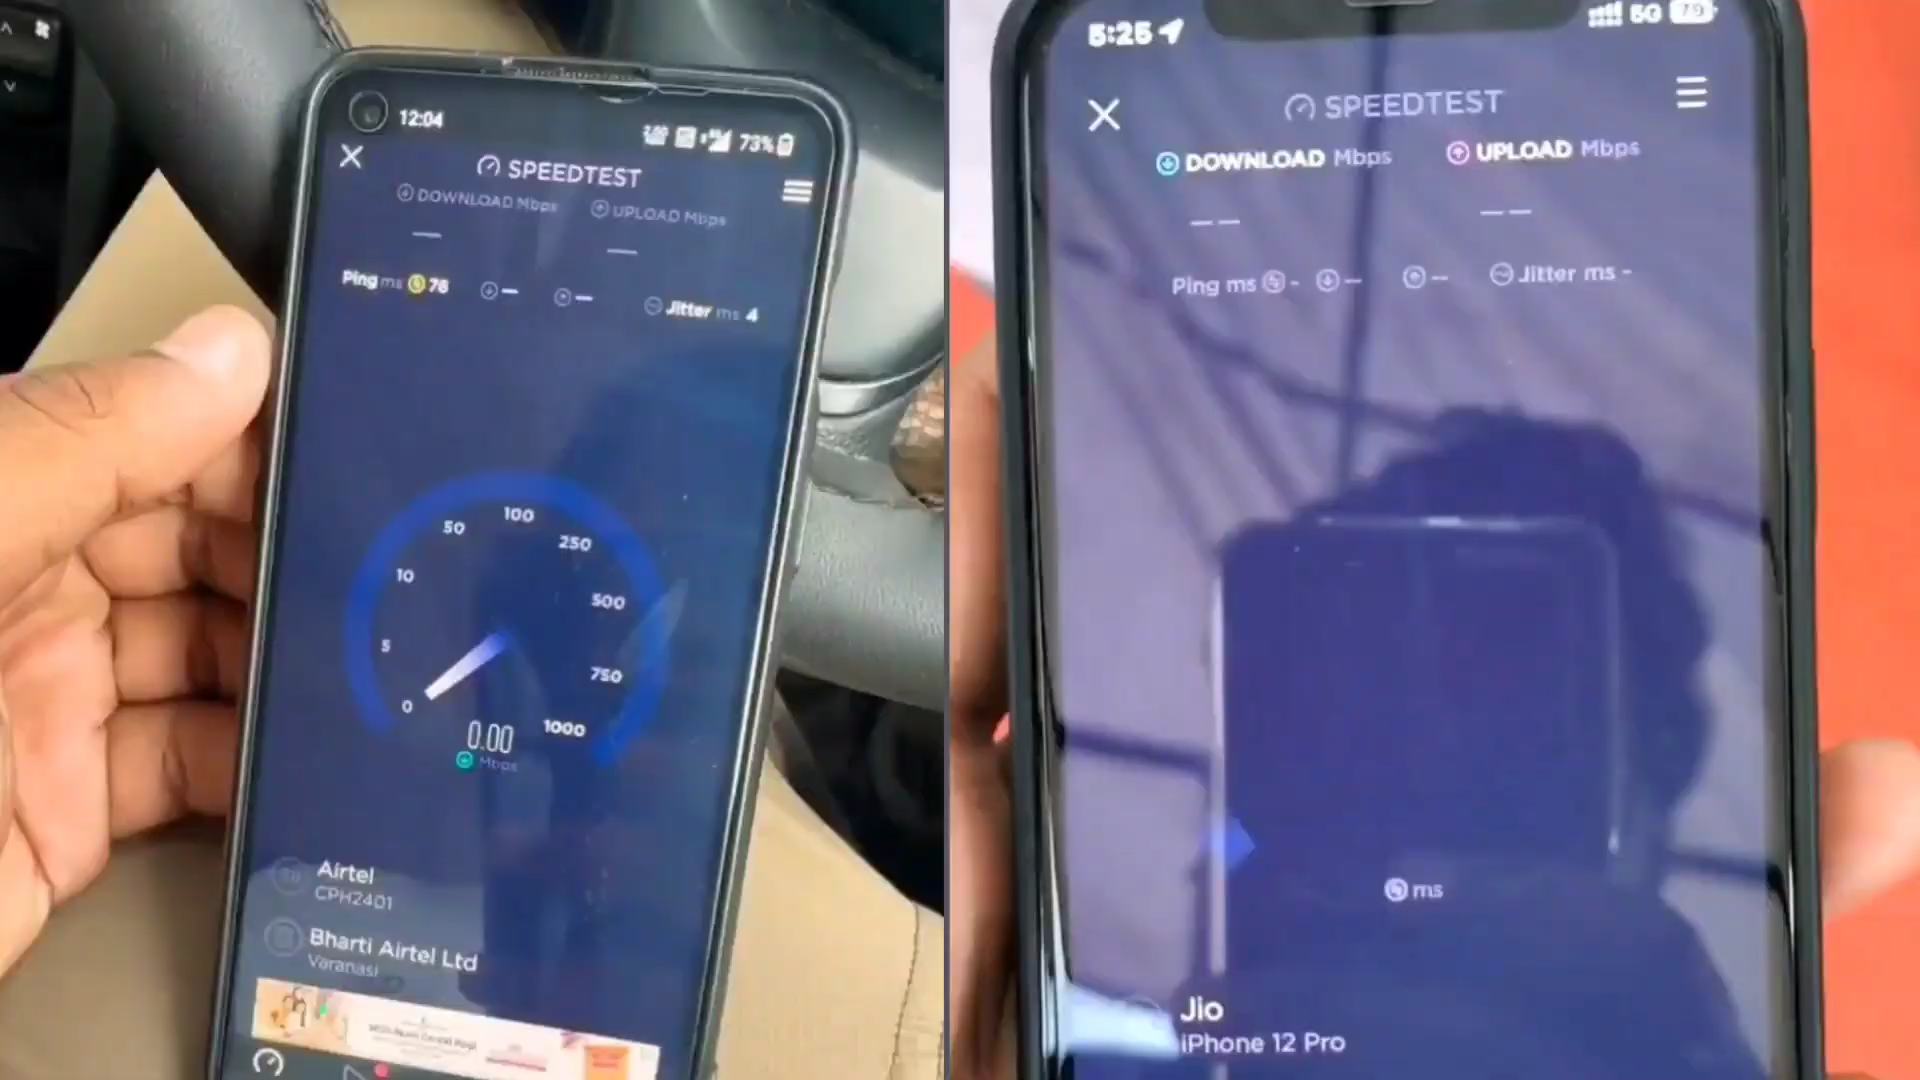 12:04
73%
SPEEDTEST
DOWNLOAD Mbps
UPLOAD Mbps
Ping ms 76
Jitter ms 4
0
5
10
50
100
250
500
750
1000
0.00
Mbps
Airtel
CPH2401
Bharti Airtel Ltd
Varanasi
5:25
5G
79
SPEEDTEST
DOWNLOAD Mbps
UPLOAD Mbps
Ping ms -
Jitter ms -
ms
Jio
iPhone 12 Pro